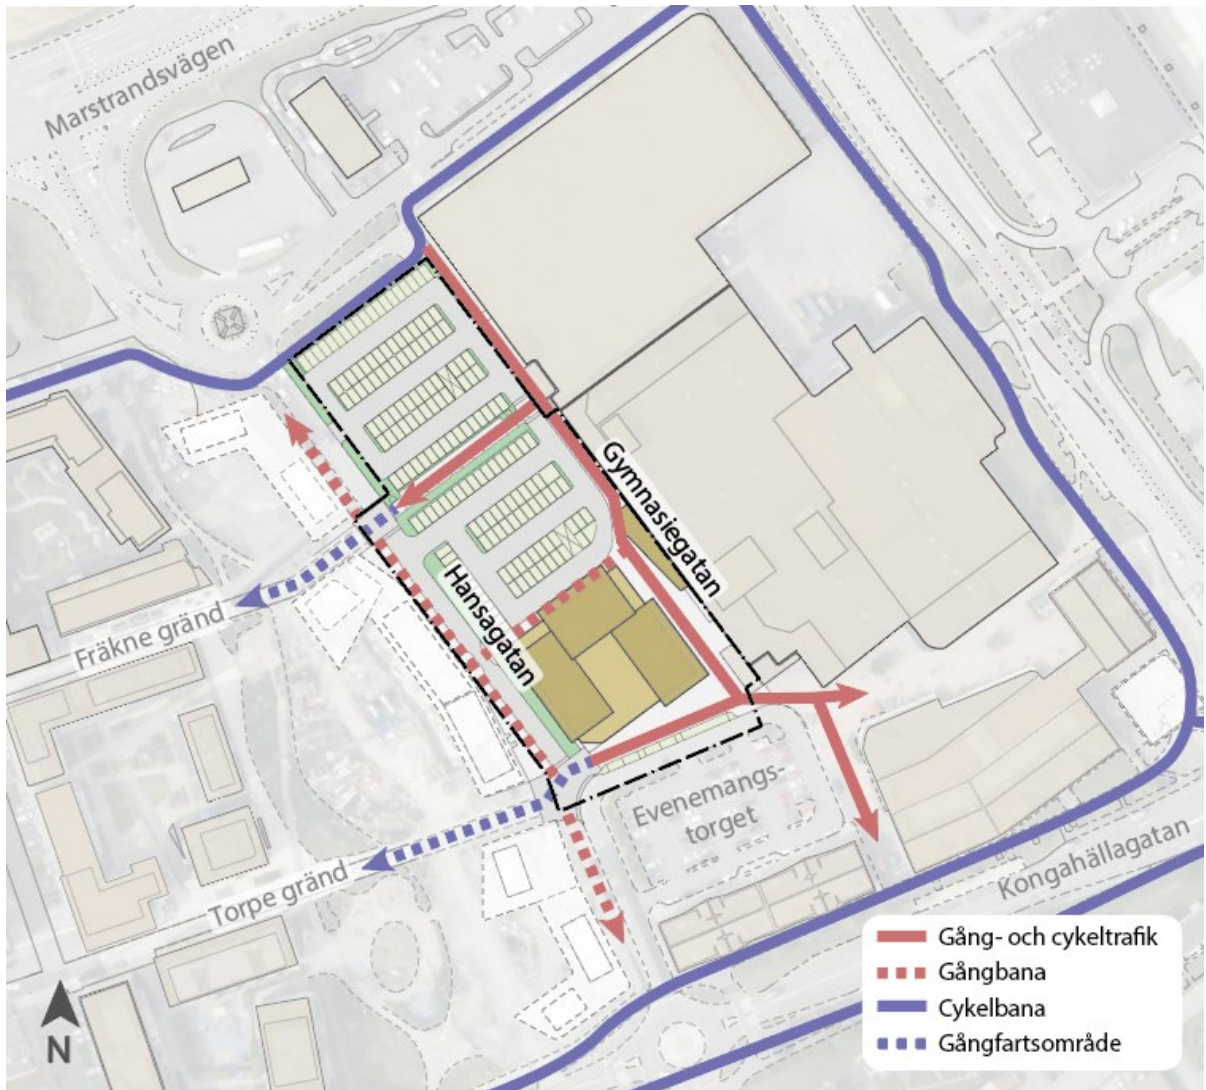 Marstrandsvägen
Gymnasiegatan
Hansagatan
Fräkne gränd
Evenemangs-
torget
Torpe gränd
Kongahällagatan
Gång- och cykeltrafik
Gångbana
Cykelbana
Gångfartsområde
N